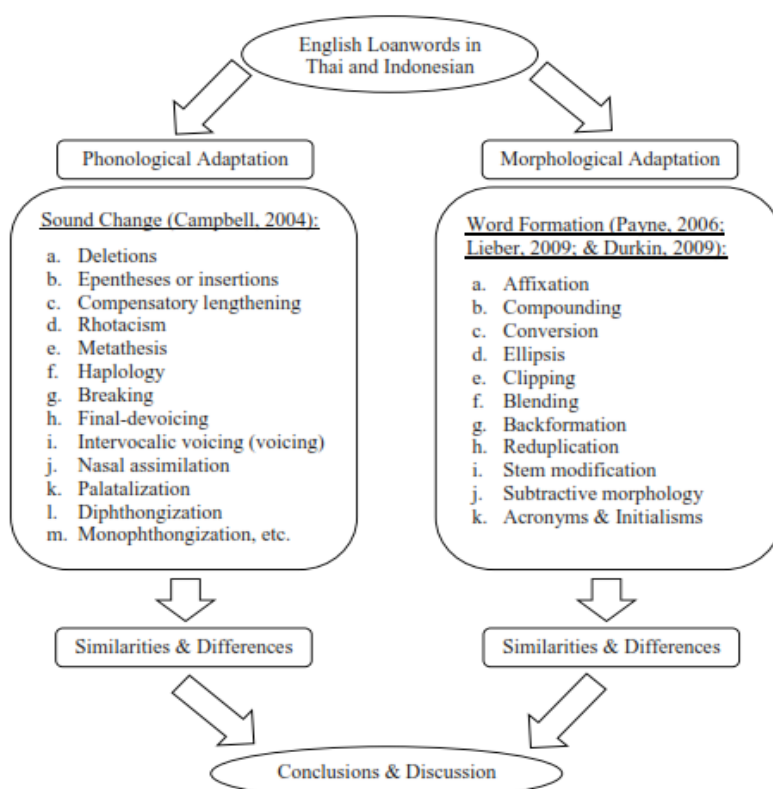 English Loanwords in
Thai and Indonesian
Phonological Adaptation
Morphological Adaptation
Sound Change (Campbell, 2004):
a. Deletions
b. Epentheses or insertions
c. Compensatory lengthening
d. Rhotacism
e. Metathesis
f. Haplology
g. Breaking
h. Final-devoicing
i. Intervocalic voicing (voicing)
j. Nasal assimilation
k. Palatalization
l. Diphthongization
m. Monophthongization, etc.
Word Formation (Payne, 2006;
Lieber, 2009; & Durkin, 2009):
a. Affixation
b. Compounding
c. Conversion
d. Ellipsis
e. Clipping
f. Blending
g. Backformation
h. Reduplication
i. Stem modification
j. Subtractive morphology
k. Acronyms & Initialisms
Similarities & Differences
Similarities & Differences
Conclusions & Discussion